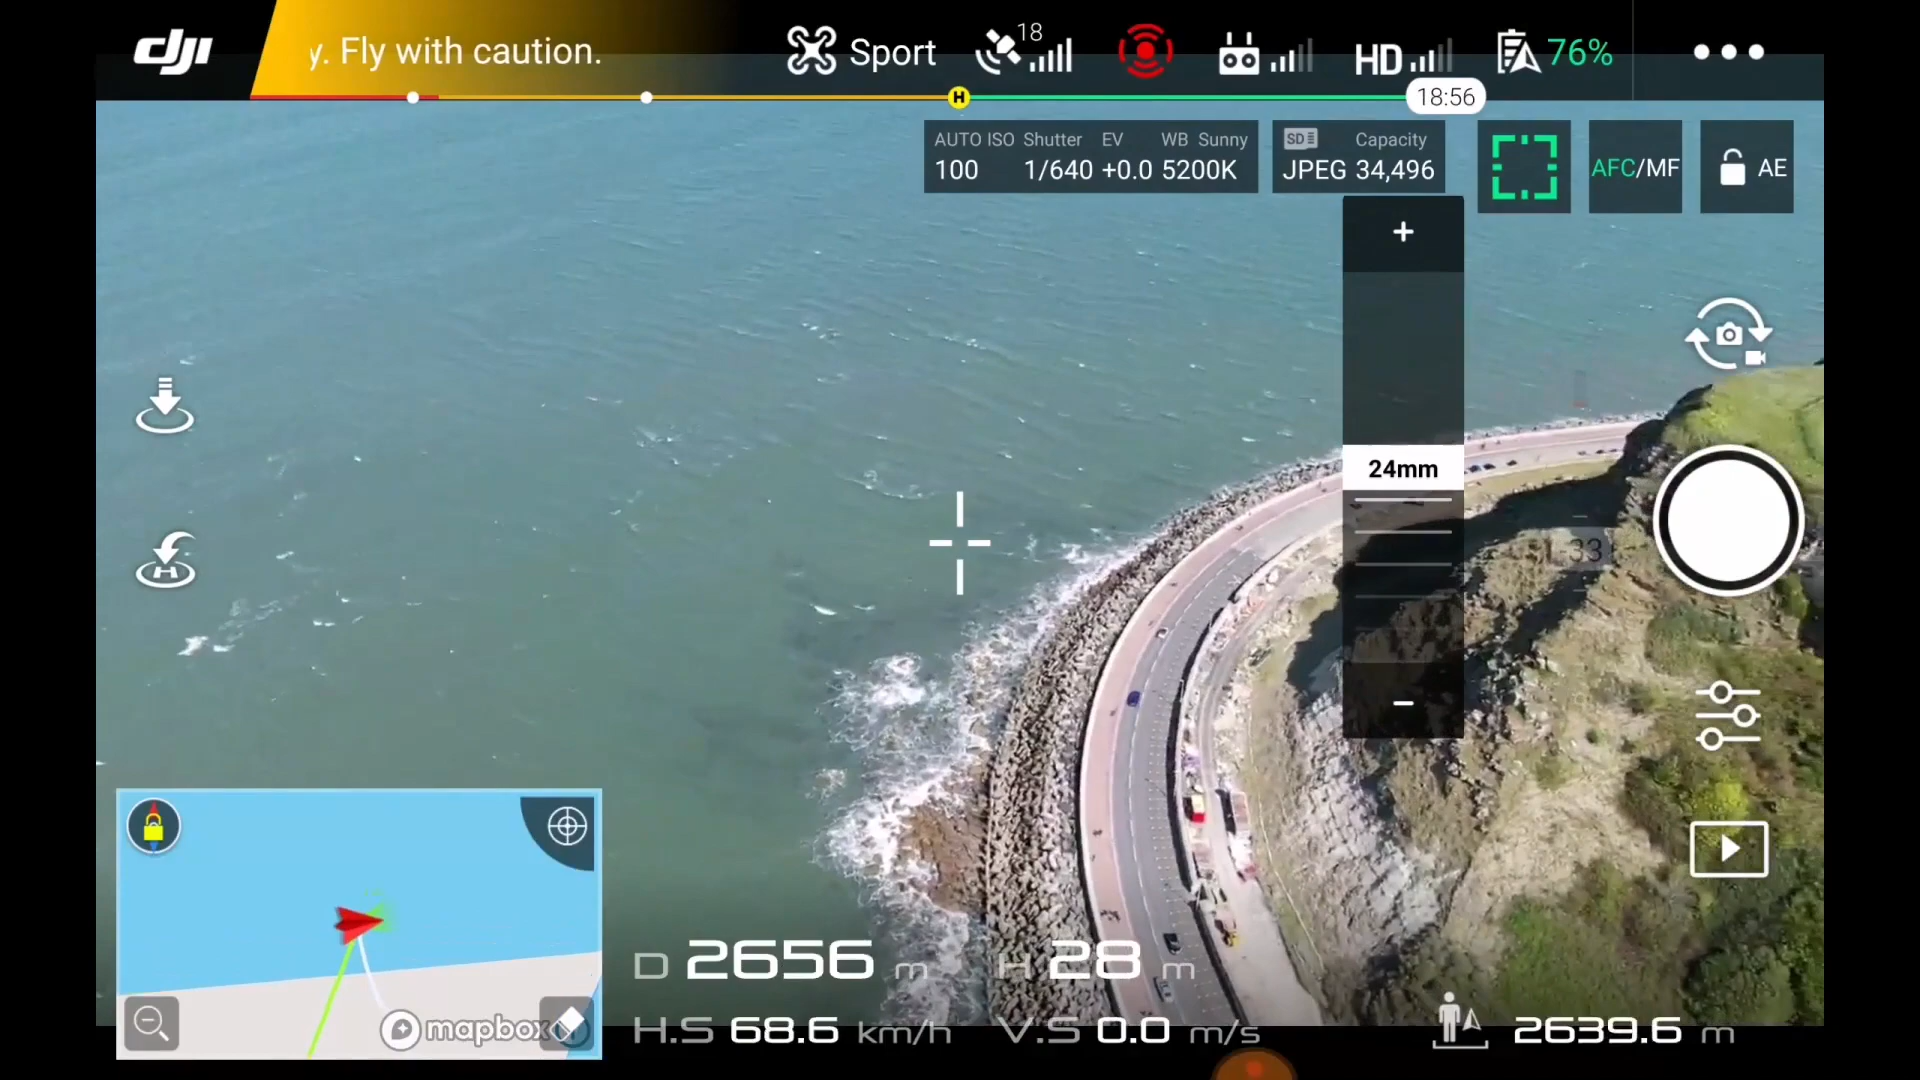 dji
y. Fly with caution.
Sport
18
HD
76%
H
18:56
AUTO ISO Shutter EV WB Sunny
100 1/640 +0.0 5200K
SD Capacity
JPEG 34,496
AFC/MF
AE
+
24mm
33
−
H
mapbox
D 2656 m H 28 m
H.S 68.6 km/h V.S 0.0 m/s
2639.6 m